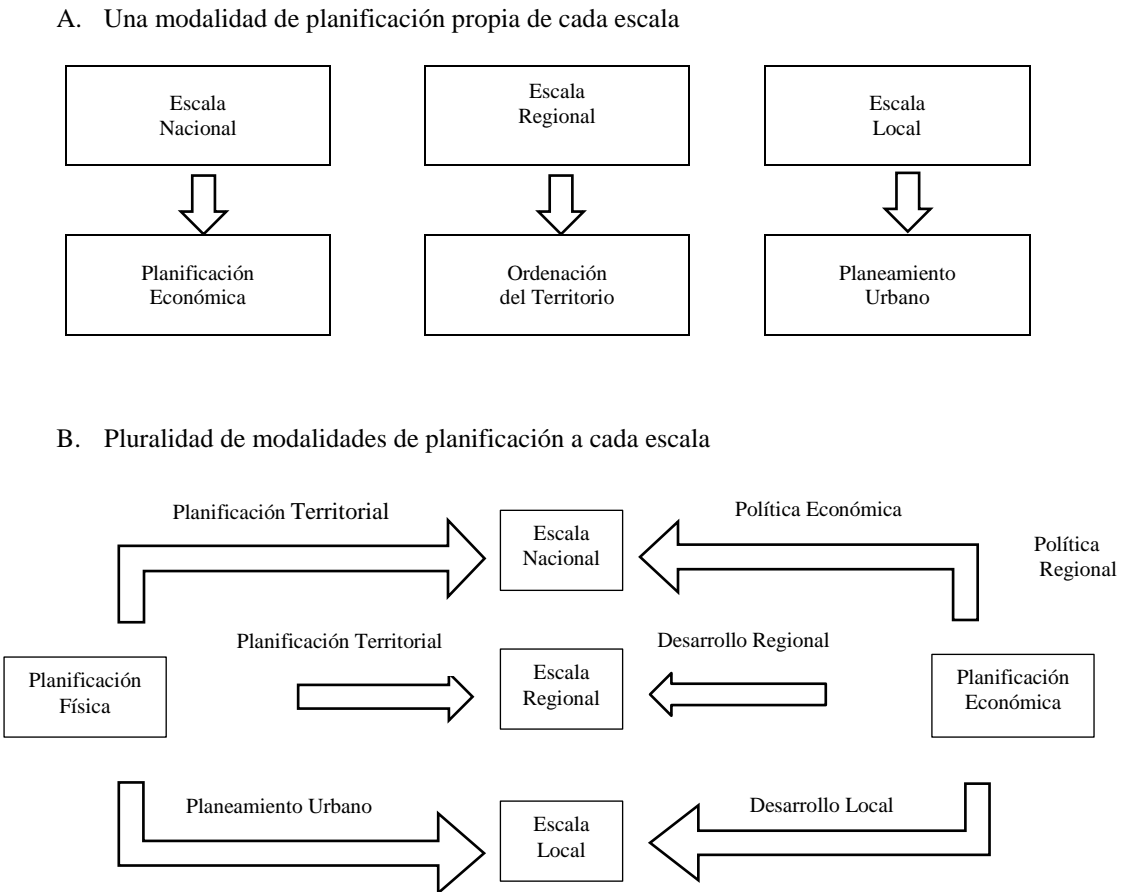 A. Una modalidad de planificación propia de cada escala
Escala
Nacional
Escala
Regional
Escala
Local
Planificación
Económica
Ordenación
del Territorio
Planeamiento
Urbano
B. Pluralidad de modalidades de planificación a cada escala
Planificación Territorial
Escala
Nacional
Política Económica
Política
Regional
Planificación Territorial
Desarrollo Regional
Planificación
Física
Escala
Regional
Planificación
Económica
Planeamiento Urbano
Escala
Local
Desarrollo Local